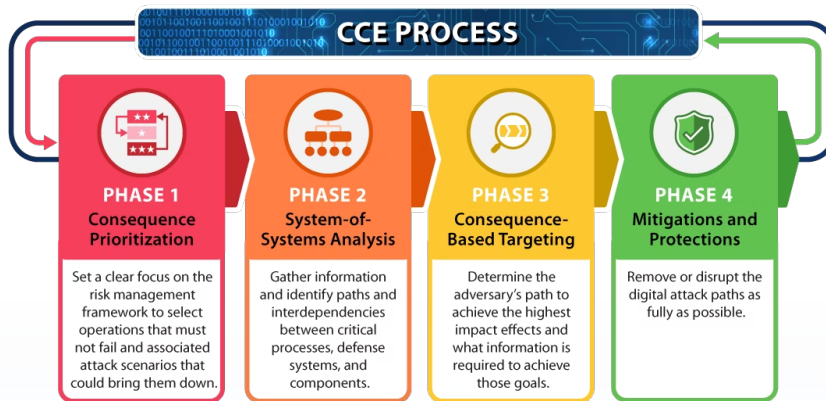 CCE PROCESS
PHASE 1
Consequence
Prioritization
Set a clear focus on the
risk management
framework to select
operations that must
not fail and associated
attack scenarios that
could bring them down.
PHASE 2
System-of-
Systems Analysis
Gather information
and identify paths and
interdependencies
between critical
processes, defense
systems, and
components.
PHASE 3
Consequence-
Based Targeting
Determine the
adversary's path to
achieve the highest
impact effects and
what information is
required to achieve
those goals.
PHASE 4
Mitigations and
Protections
Remove or disrupt the
digital attack paths as
fully as possible.